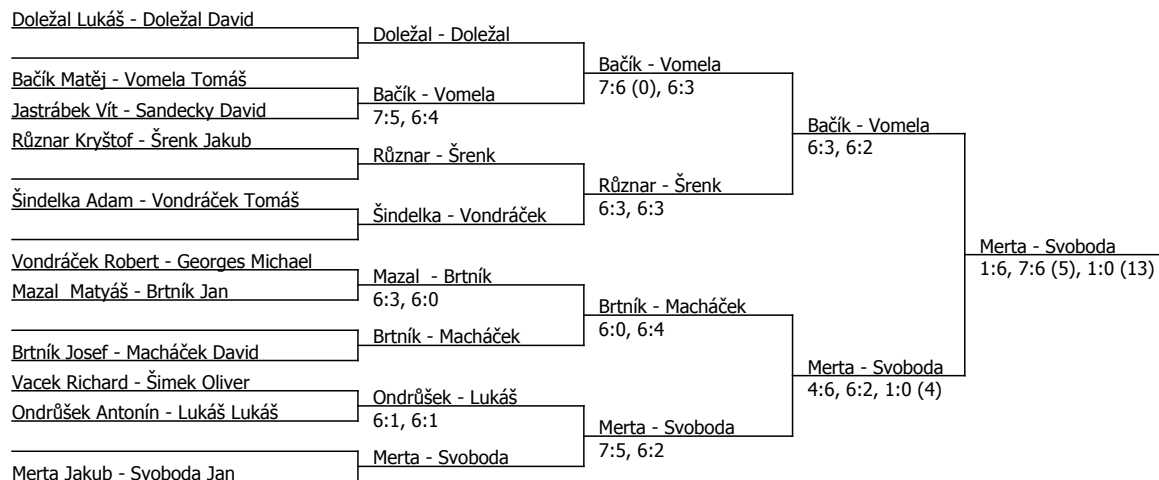 Doležal Lukáš - Doležal David
Bačík Matěj - Vomela Tomáš
Jastrábek Vít - Sandecky David
Různar Kryštof - Šrenk Jakub
Šindelka Adam - Vondráček Tomáš
Vondráček Robert - Georges Michael
Mazal  Matyáš - Brtník Jan
Brtník Josef - Macháček David
Vacek Richard - Šimek Oliver
Ondrůšek Antonín - Lukáš Lukáš
Merta Jakub - Svoboda Jan
Doležal - Doležal
Bačík - Vomela
7:5, 6:4
Různar - Šrenk
Šindelka - Vondráček
Mazal  - Brtník
6:3, 6:0
Brtník - Macháček
Ondrůšek - Lukáš
6:1, 6:1
Merta - Svoboda
Bačík - Vomela
7:6 (0), 6:3
Různar - Šrenk
6:3, 6:3
Brtník - Macháček
6:0, 6:4
Merta - Svoboda
7:5, 6:2
Bačík - Vomela
6:3, 6:2
Merta - Svoboda
4:6, 6:2, 1:0 (4)
Merta - Svoboda
1:6, 7:6 (5), 1:0 (13)